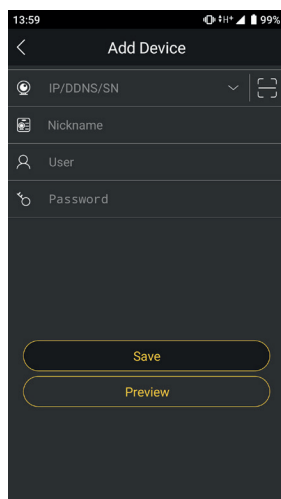 13:59 H+ 99%
Add Device
IP/DDNS/SN
Nickname
User
Password
Save
Preview